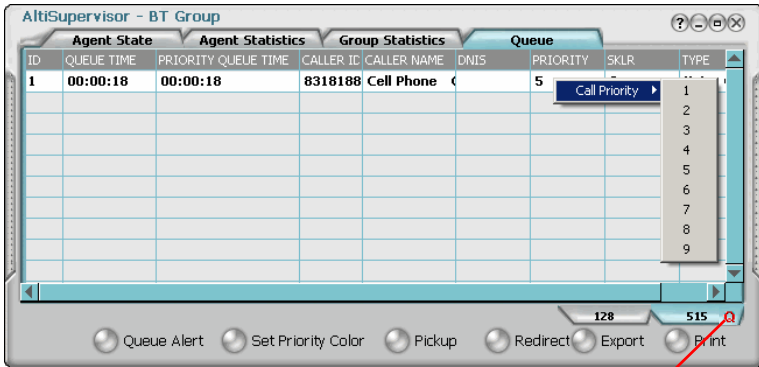 AltiSupervisor - BT Group
Agent State Agent Statistics Group Statistics Queue
ID QUEUE TIME PRIORITY QUEUE TIME CALLER ID CALLER NAME DNIS PRIORITY SKLR TYPE
1 00:00:18 00:00:18 8318188 Cell Phone 5
Call Priority
1
2
3
4
5
6
7
8
9
128 515 Q
Queue Alert Set Priority Color Pickup Redirect Export Print